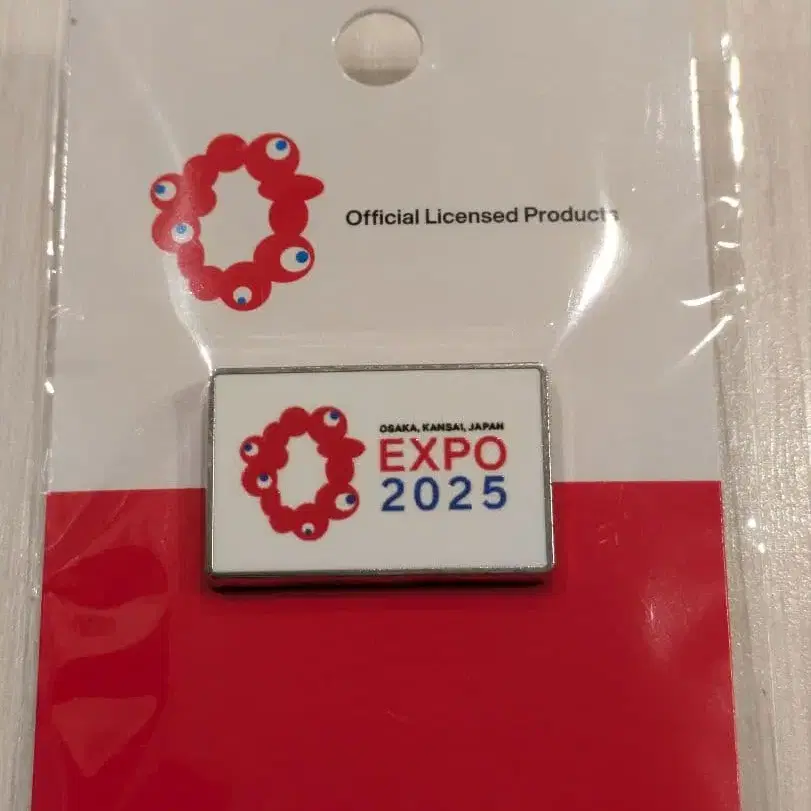 Official Licensed Products
OSAKA, KANSAI, JAPAN
EXPO
2025